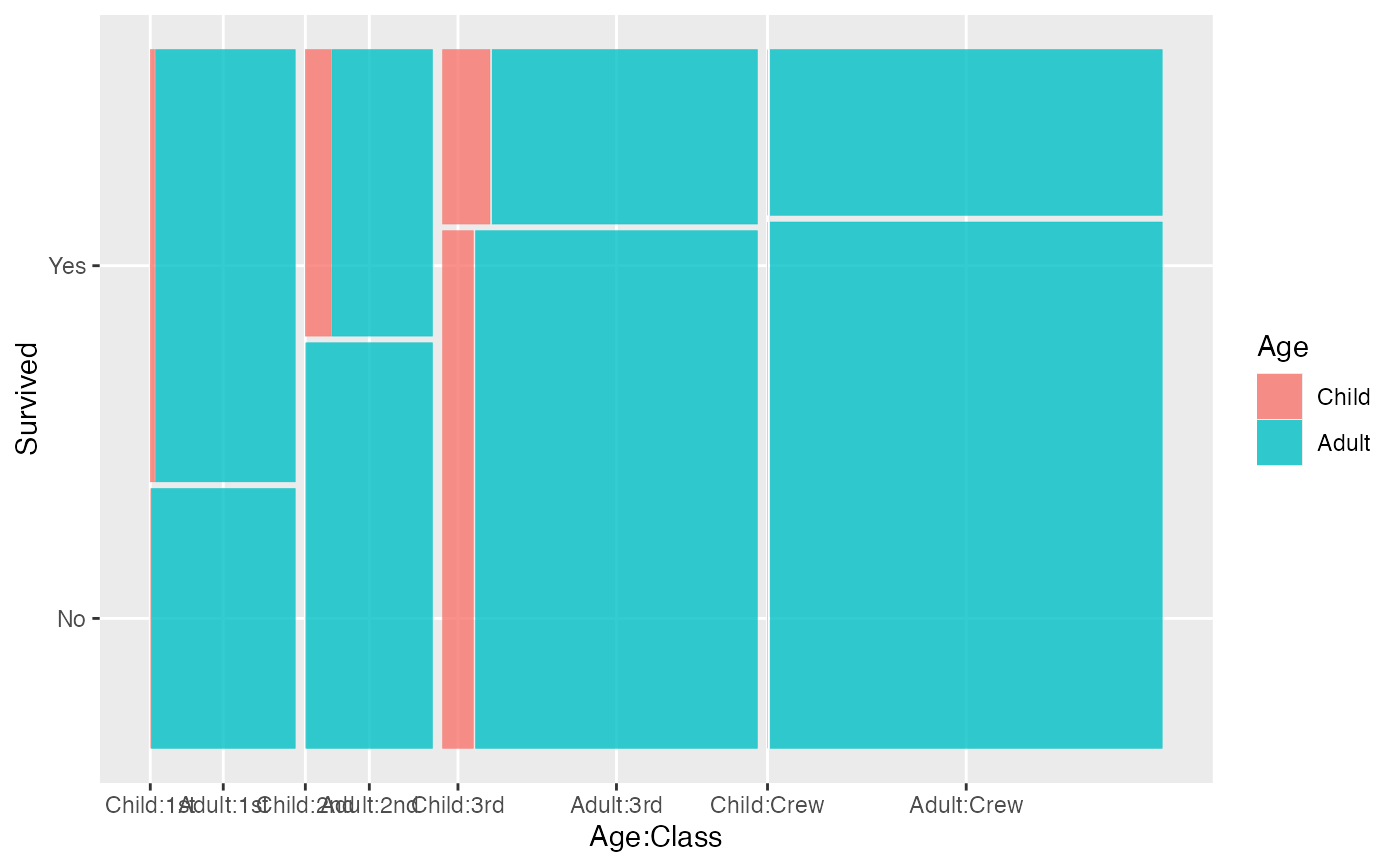 Survived
Yes
No
Child:1st Adult:1st Child:2nd Adult:2nd Child:3rd Adult:3rd Child:Crew Adult:Crew
Age:Class
Age
Child
Adult